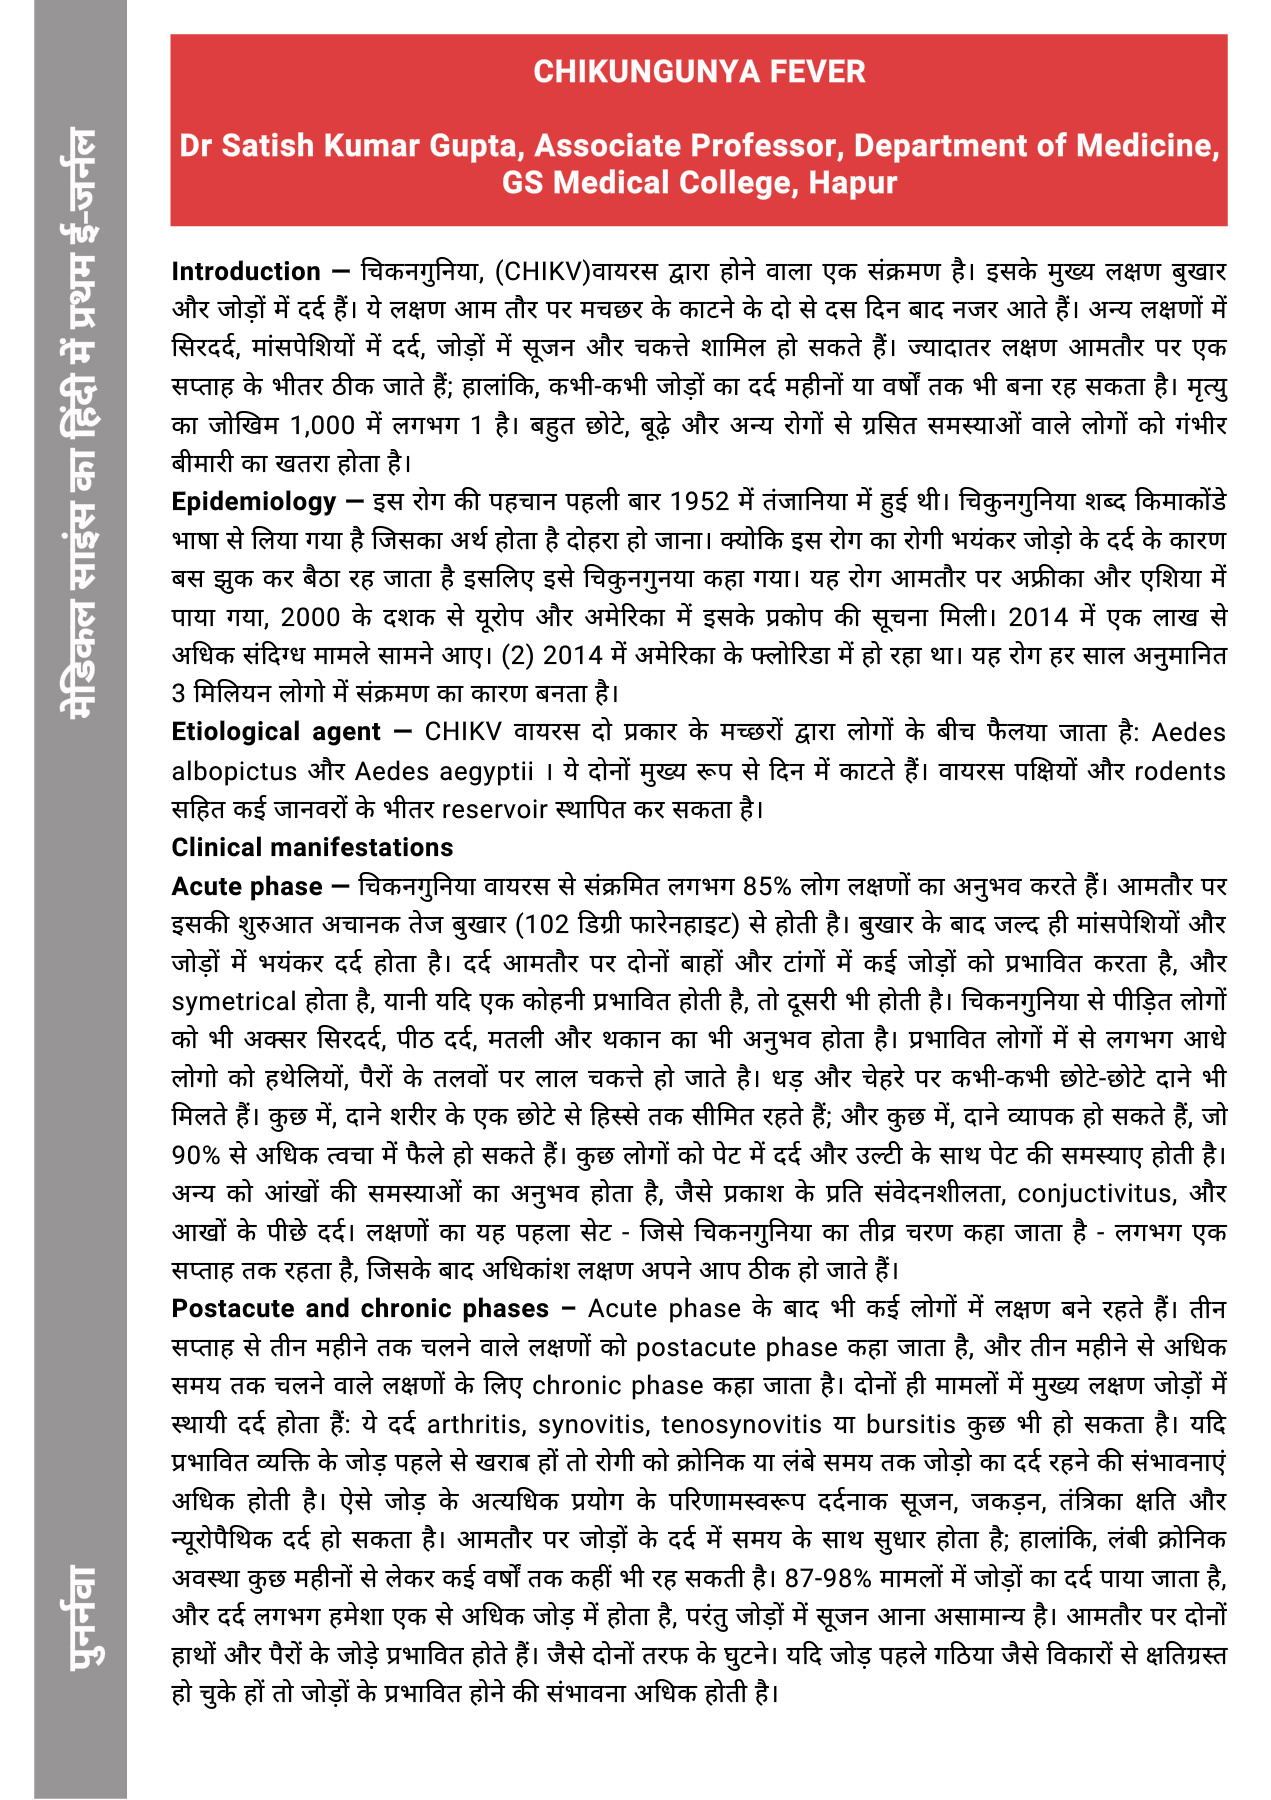 मेडिकल साइंस का हिंदी में प्रथम ई-जर्नल
पुनर्नवा
CHIKUNGUNYA FEVER
Dr Satish Kumar Gupta, Associate Professor, Department of Medicine,
GS Medical College, Hapur
Introduction – चिकनगुनिया, (CHIKV)वायरस द्वारा होने वाला एक संक्रमण है। इसके मुख्य लक्षण बुखार
और जोड़ों में दर्द हैं। ये लक्षण आम तौर पर मचछर के काटने के दो से दस दिन बाद नजर आते हैं। अन्य लक्षणों में
सिरदर्द, मांसपेशियों में दर्द, जोड़ों में सूजन और चकत्ते शामिल हो सकते हैं। ज्यादातर लक्षण आमतौर पर एक
सप्ताह के भीतर ठीक जाते हैं; हालांकि, कभी-कभी जोड़ों का दर्द महीनों या वर्षों तक भी बना रह सकता है। मृत्यु
का जोखिम 1,000 में लगभग 1 है। बहुत छोटे, बूढ़े और अन्य रोगों से ग्रसित समस्याओं वाले लोगों को गंभीर
बीमारी का खतरा होता है।
Epidemiology – इस रोग की पहचान पहली बार 1952 में तंजानिया में हुई थी। चिकुनगुनिया शब्द किमाकोंडे
भाषा से लिया गया है जिसका अर्थ होता है दोहरा हो जाना। क्योकि इस रोग का रोगी भयंकर जोड़ो के दर्द के कारण
बस झुक कर बैठा रह जाता है इसलिए इसे चिकुनगुनया कहा गया। यह रोग आमतौर पर अफ्रीका और एशिया में
पाया गया, 2000 के दशक से यूरोप और अमेरिका में इसके प्रकोप की सूचना मिली। 2014 में एक लाख से
अधिक संदिग्ध मामले सामने आए। (2) 2014 में अमेरिका के फ्लोरिडा में हो रहा था। यह रोग हर साल अनुमानित
3 मिलियन लोगो में संक्रमण का कारण बनता है।
Etiological agent – CHIKV वायरस दो प्रकार के मच्छरों द्वारा लोगों के बीच फैलया जाता है: Aedes
albopictus और Aedes aegyptii । ये दोनों मुख्य रूप से दिन में काटते हैं। वायरस पक्षियों और rodents
सहित कई जानवरों के भीतर reservoir स्थापित कर सकता है।
Clinical manifestations
Acute phase – चिकनगुनिया वायरस से संक्रमित लगभग 85% लोग लक्षणों का अनुभव करते हैं। आमतौर पर
इसकी शुरुआत अचानक तेज बुखार (102 डिग्री फारेनहाइट) से होती है। बुखार के बाद जल्द ही मांसपेशियों और
जोड़ों में भयंकर दर्द होता है। दर्द आमतौर पर दोनों बाहों और टांगों में कई जोड़ों को प्रभावित करता है, और
symetrical होता है, यानी यदि एक कोहनी प्रभावित होती है, तो दूसरी भी होती है। चिकनगुनिया से पीड़ित लोगों
को भी अक्सर सिरदर्द, पीठ दर्द, मतली और थकान का भी अनुभव होता है। प्रभावित लोगों में से लगभग आधे
लोगो को हथेलियों, पैरों के तलवों पर लाल चकत्ते हो जाते है। धड़ और चेहरे पर कभी-कभी छोटे-छोटे दाने भी
मिलते हैं। कुछ में, दाने शरीर के एक छोटे से हिस्से तक सीमित रहते हैं; और कुछ में, दाने व्यापक हो सकते हैं, जो
90% से अधिक त्वचा में फैले हो सकते हैं। कुछ लोगों को पेट में दर्द और उल्टी के साथ पेट की समस्याए होती है।
अन्य को आंखों की समस्याओं का अनुभव होता है, जैसे प्रकाश के प्रति संवेदनशीलता, conjuctivitus, और
आखों के पीछे दर्द। लक्षणों का यह पहला सेट - जिसे चिकनगुनिया का तीव्र चरण कहा जाता है - लगभग एक
सप्ताह तक रहता है, जिसके बाद अधिकांश लक्षण अपने आप ठीक हो जाते हैं।
Postacute and chronic phases – Acute phase के बाद भी कई लोगों में लक्षण बने रहते हैं। तीन
सप्ताह से तीन महीने तक चलने वाले लक्षणों को postacute phase कहा जाता है, और तीन महीने से अधिक
समय तक चलने वाले लक्षणों के लिए chronic phase कहा जाता है। दोनों ही मामलों में मुख्य लक्षण जोड़ों में
स्थायी दर्द होता हैं: ये दर्द arthritis, synovitis, tenosynovitis या bursitis कुछ भी हो सकता है। यदि
प्रभावित व्यक्ति के जोड़ पहले से खराब हों तो रोगी को क्रोनिक या लंबे समय तक जोड़ो का दर्द रहने की संभावनाएं
अधिक होती है। ऐसे जोड़ के अत्यधिक प्रयोग के परिणामस्वरूप दर्दनाक सूजन, जकड़न, तंत्रिका क्षति और
न्यूरोपैथिक दर्द हो सकता है। आमतौर पर जोड़ों के दर्द में समय के साथ सुधार होता है; हालांकि, लंबी क्रोनिक
अवस्था कुछ महीनों से लेकर कई वर्षों तक कहीं भी रह सकती है। 87-98% मामलों में जोड़ों का दर्द पाया जाता है,
और दर्द लगभग हमेशा एक से अधिक जोड़ में होता है, परंतु जोड़ों में सूजन आना असामान्य है। आमतौर पर दोनों
हाथों और पैरों के जोड़े प्रभावित होते हैं। जैसे दोनों तरफ के घुटने। यदि जोड़ पहले गठिया जैसे विकारों से क्षतिग्रस्त
हो चुके हों तो जोड़ों के प्रभावित होने की संभावना अधिक होती है।